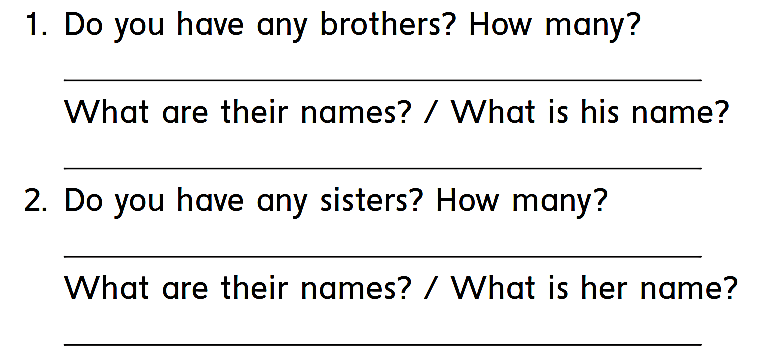 1. Do you have any brothers? How many?
What are their names? / What is his name?
2. Do you have any sisters? How many?
What are their names? / What is her name?